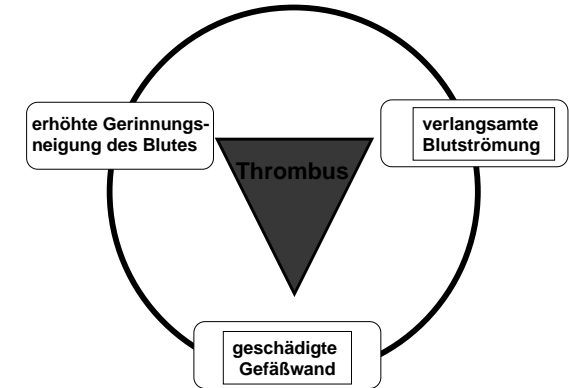 erhöhte Gerinnungs-
neigung des Blutes
verlangsamte
Blutströmung
Thrombus
geschädigte
Gefäßwand